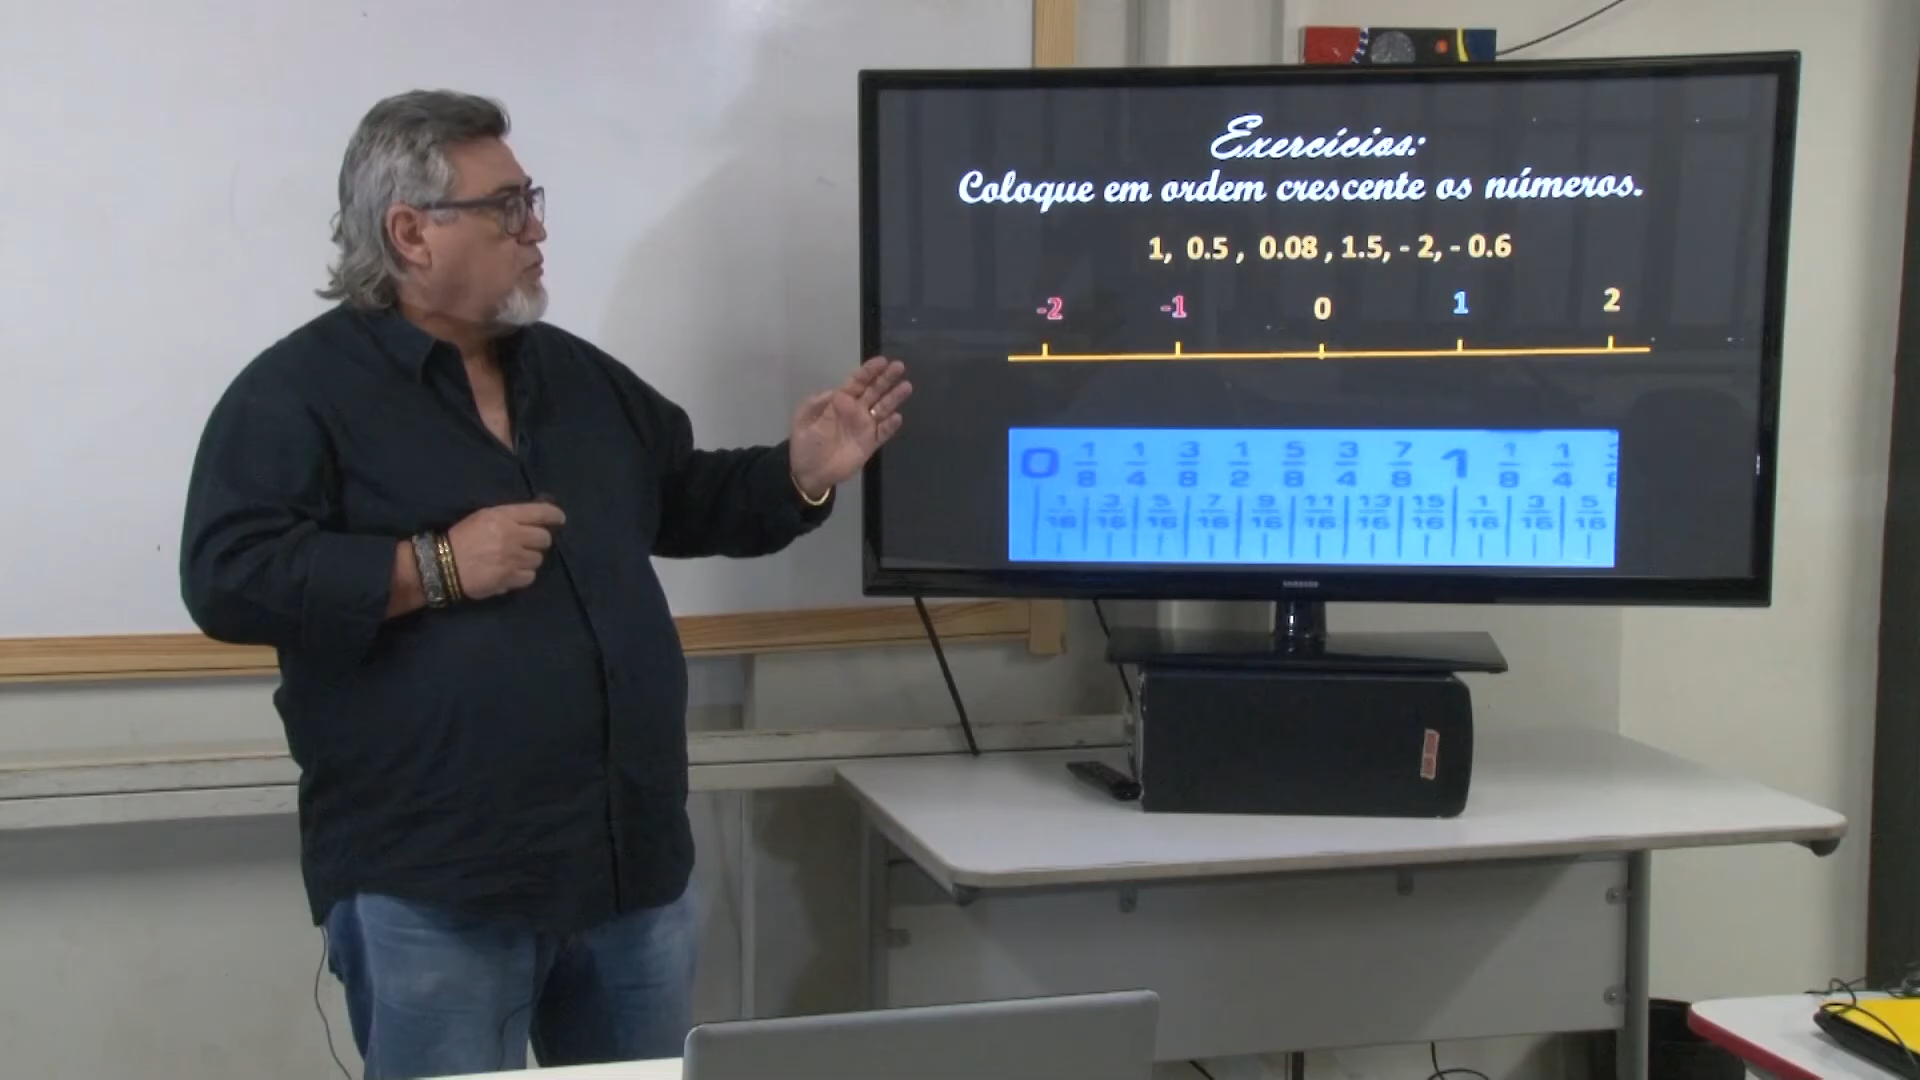 Exercícios:
Coloque em ordem crescente os números.
1, 0.5 , 0.08 , 1.5, - 2, - 0.6
-2 -1 0 1 2
0 1/8 1/4 3/8 1/2 5/8 3/4 7/8 1 1/8 1/4
1/16 3/16 5/16 7/16 9/16 11/16 13/16 15/16 1/16 3/16 5/16
SAMSUNG